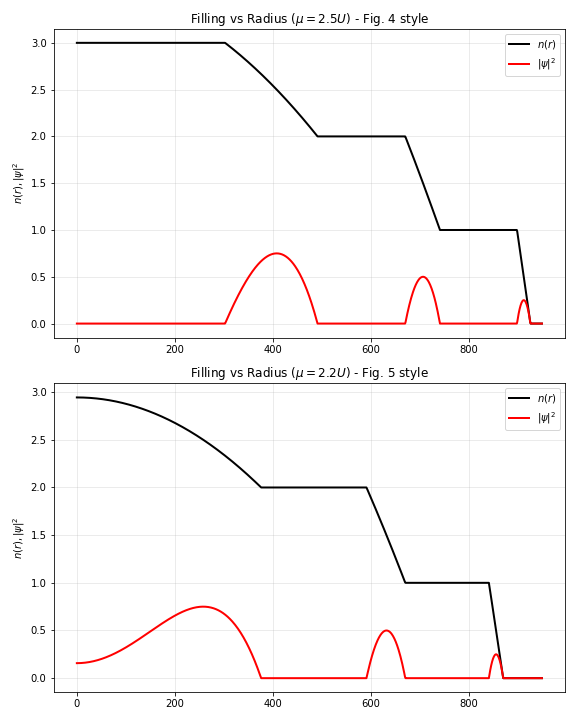 Filling vs Radius (μ = 2.5U) - Fig. 4 style
n(r), |ψ|²
3.0
2.5
2.0
1.5
1.0
0.5
0.0
n(r)
|ψ|²
0 200 400 600 800
Filling vs Radius (μ = 2.2U) - Fig. 5 style
n(r), |ψ|²
3.0
2.5
2.0
1.5
1.0
0.5
0.0
n(r)
|ψ|²
0 200 400 600 800